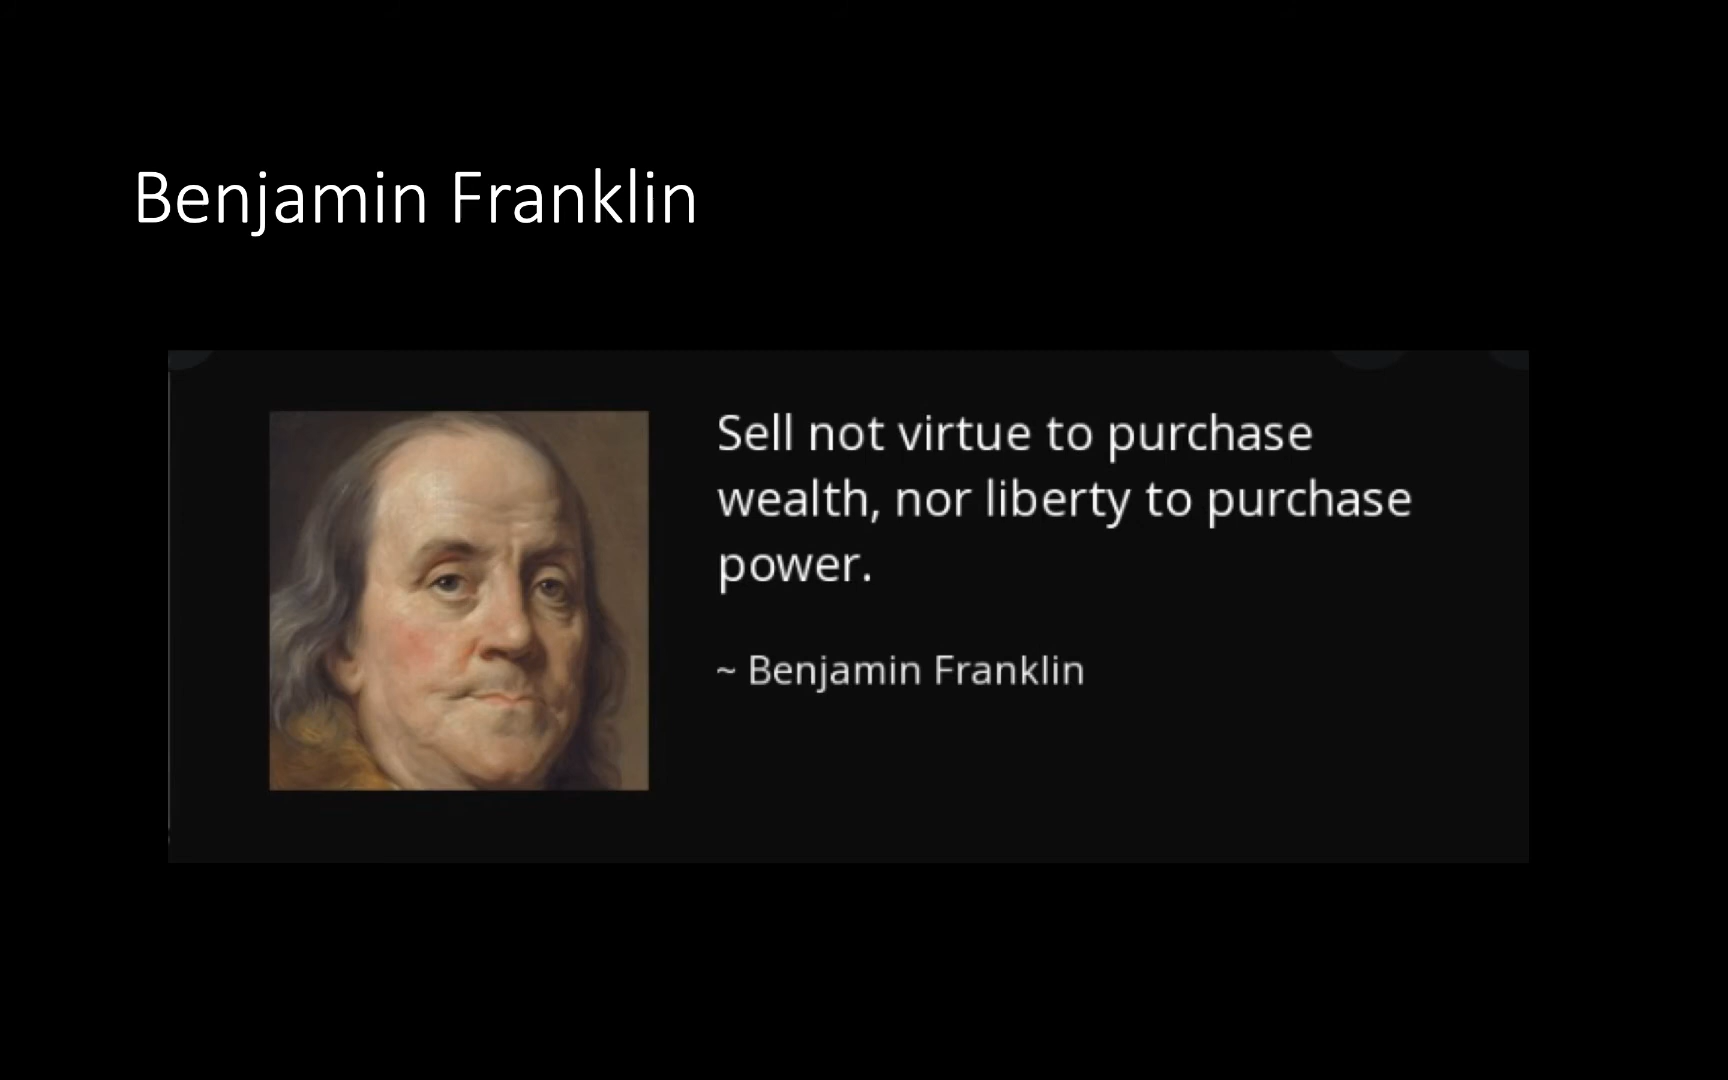 Benjamin Franklin
Sell not virtue to purchase
wealth, nor liberty to purchase
power.
~ Benjamin Franklin